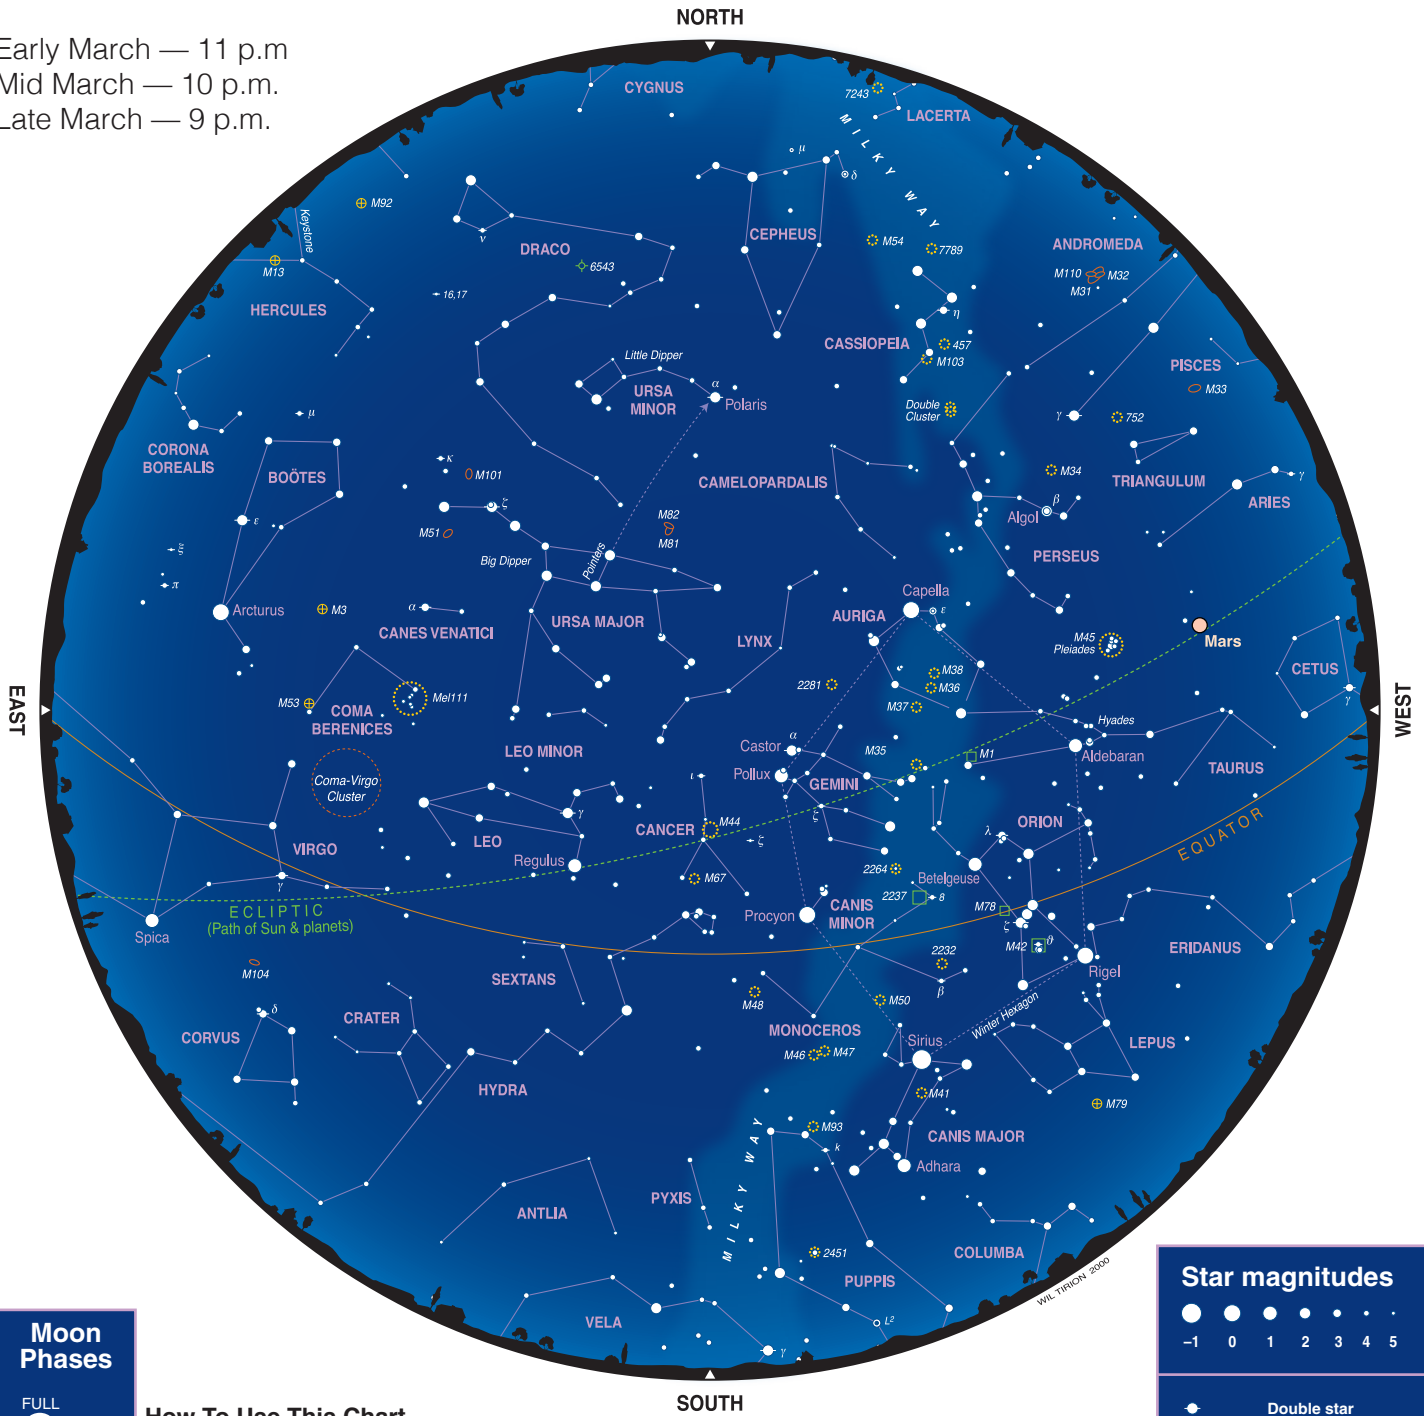 NORTH
Early March — 11 p.m
Mid March — 10 p.m.
Late March — 9 p.m.
CYGNUS
7243
LACERTA
MILKY WAY
μ
δ
M92
Keystone
M13
HERCULES
ν
DRACO
6543
16,17
CEPHEUS
M54
7789
ANDROMEDA
M110
M32
M31
η
CASSIOPEIA
457
M103
PISCES
M33
Little Dipper
URSA
MINOR
α
Polaris
Double
Cluster
γ
752
μ
CORONA
BOREALIS
BOÖTES
κ
M101
CAMELOPARDALIS
M34
TRIANGULUM
γ
ARIES
ζ
M51
M82
M81
β
Algol
ε
Big Dipper
Pointers
PERSEUS
ξ
π
Arcturus
M3
α
CANES VENATICI
URSA MAJOR
LYNX
AURIGA
Capella
ε
M45
Pleiades
Mars
CETUS
γ
EAST
WEST
M53
COMA
BERENICES
Mel111
2281
M38
M36
M37
LEO MINOR
Castor
α
Pollux
M35
GEMINI
M1
Hyades
Aldebaran
TAURUS
Coma-Virgo
Cluster
ι
ζ
γ
LEO
CANCER
M44
ζ
λ
ORION
EQUATOR
VIRGO
γ
Regulus
M67
2264
Betelgeuse
2237
8
M78
ECLIPTIC
(Path of Sun & planets)
Spica
Procyon
CANIS
MINOR
ζ
M42
ϑ
ERIDANUS
M104
SEXTANS
2232
β
Rigel
M48
M50
Winter Hexagon
δ
CORVUS
CRATER
MONOCEROS
M46
M47
Sirius
LEPUS
HYDRA
M41
M79
M93
k
CANIS MAJOR
Adhara
MILKY WAY
ANTLIA
PYXIS
2451
PUPPIS
COLUMBA
WIL TIRION 2000
VELA
L²
γ
SOUTH
Moon
Phases
FULL
How To Use This Chart
Star magnitudes
–1 0 1 2 3 4 5
Double star